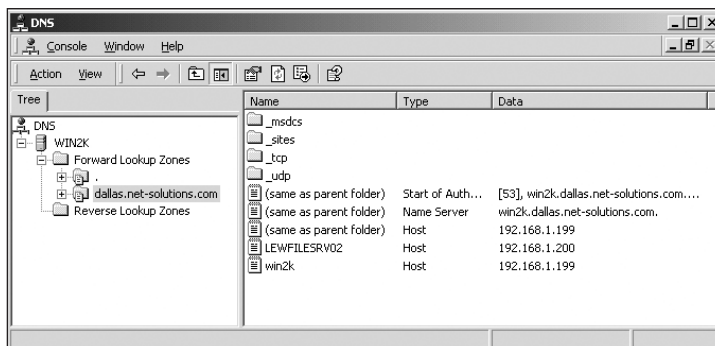 DNS
Console Window Help
Action View
Tree
Name Type Data
DNS
WIN2K
Forward Lookup Zones
.
dallas.net-solutions.com
Reverse Lookup Zones
_msdcs
_sites
_tcp
_udp
(same as parent folder) Start of Auth... [53], win2k.dallas.net-solutions.com....
(same as parent folder) Name Server win2k.dallas.net-solutions.com.
(same as parent folder) Host 192.168.1.199
LEWFILESRV02 Host 192.168.1.200
win2k Host 192.168.1.199